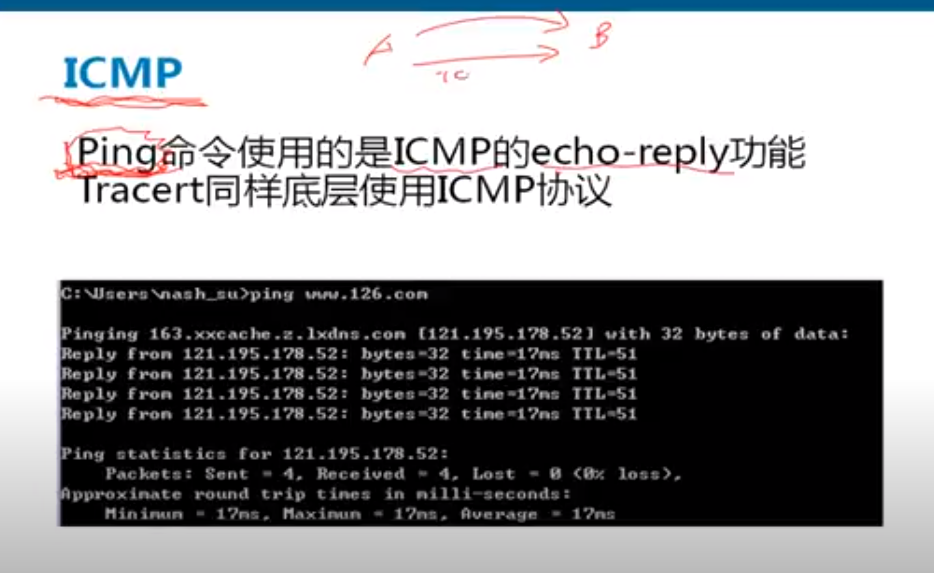 A B
ICMP
Ping命令使用的是ICMP的echo-reply功能
Tracert同样底层使用ICMP协议
C:\Users\nash_su>ping www.126.com
Pinging 163.xxcache.z.lxdns.com [121.195.178.52] with 32 bytes of data:
Reply from 121.195.178.52: bytes=32 time=17ms TTL=51
Reply from 121.195.178.52: bytes=32 time=17ms TTL=51
Reply from 121.195.178.52: bytes=32 time=17ms TTL=51
Reply from 121.195.178.52: bytes=32 time=17ms TTL=51
Ping statistics for 121.195.178.52:
Packets: Sent = 4, Received = 4, Lost = 0 (0% loss),
Approximate round trip times in milli-seconds:
Minimum = 17ms, Maximum = 17ms, Average = 17ms